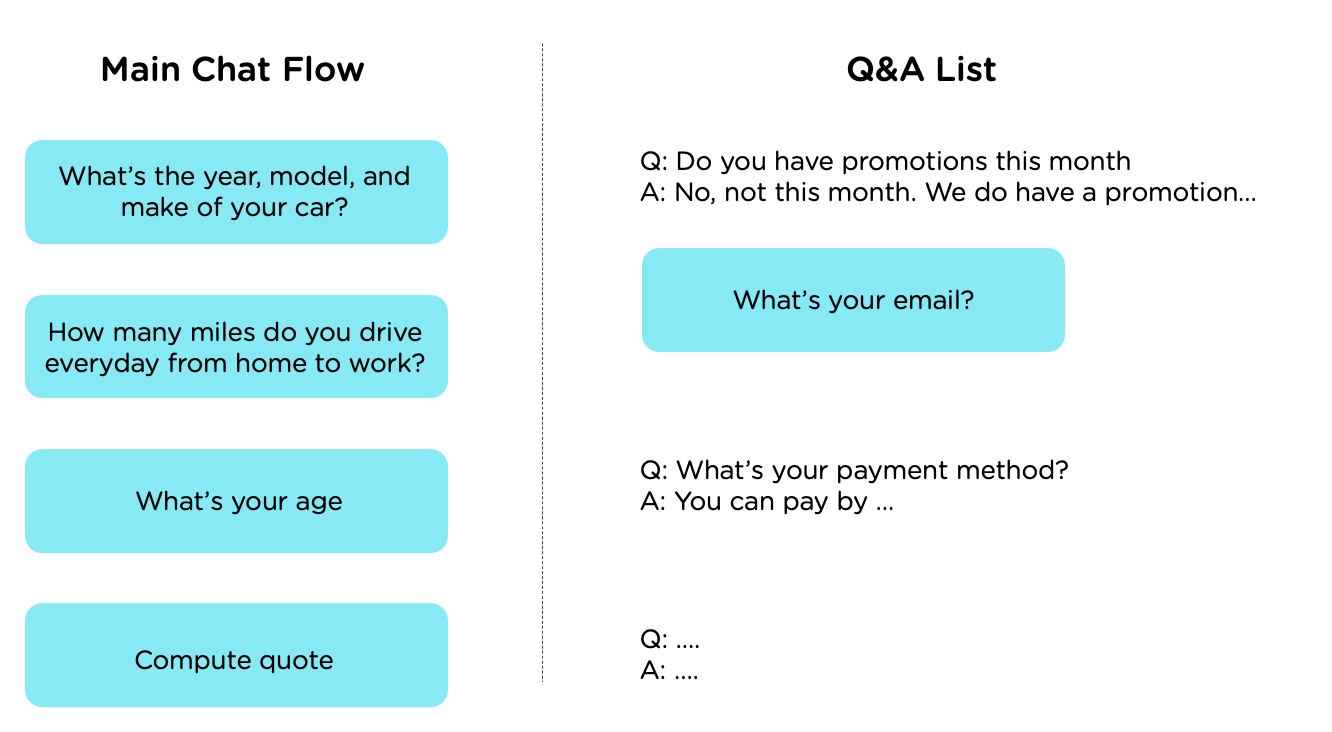 Main Chat Flow
What's the year, model, and
make of your car?
How many miles do you drive
everyday from home to work?
What's your age
Compute quote
Q&A List
Q: Do you have promotions this month
A: No, not this month. We do have a promotion...
What's your email?
Q: What's your payment method?
A: You can pay by ...
Q: ....
A: ....